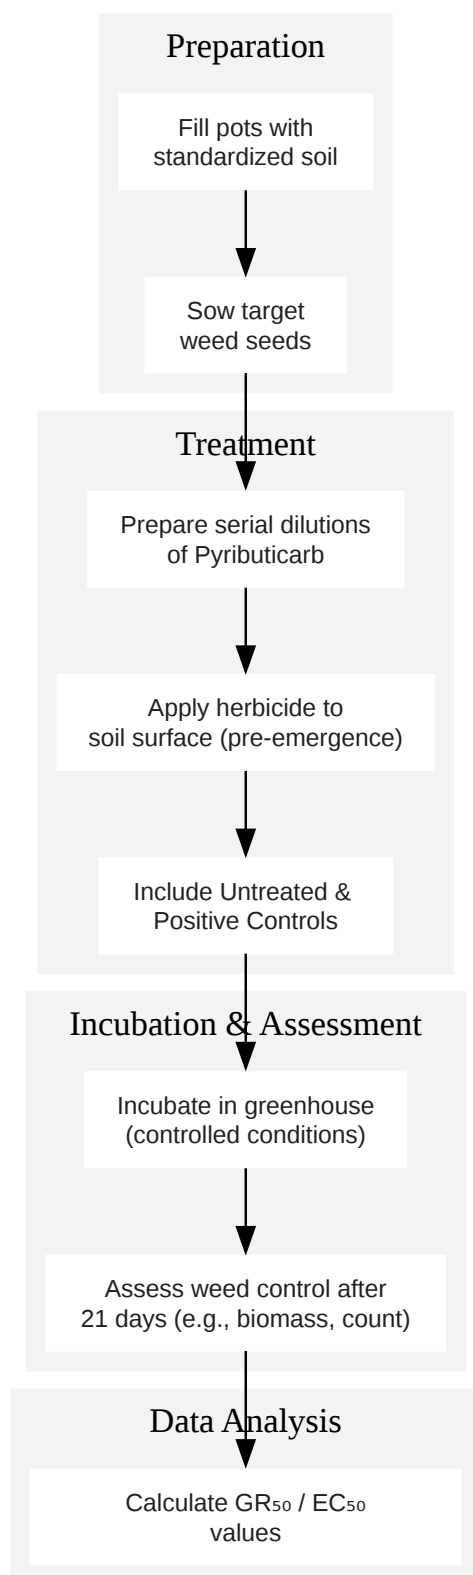 Preparation
Fill pots with
standardized soil
Sow target
weed seeds
Treatment
Prepare serial dilutions
of Pyributicarb
Apply herbicide to
soil surface (pre-emergence)
Include Untreated &
Positive Controls
Incubation & Assessment
Incubate in greenhouse
(controlled conditions)
Assess weed control after
21 days (e.g., biomass, count)
Data Analysis
Calculate GR₅₀ / EC₅₀
values